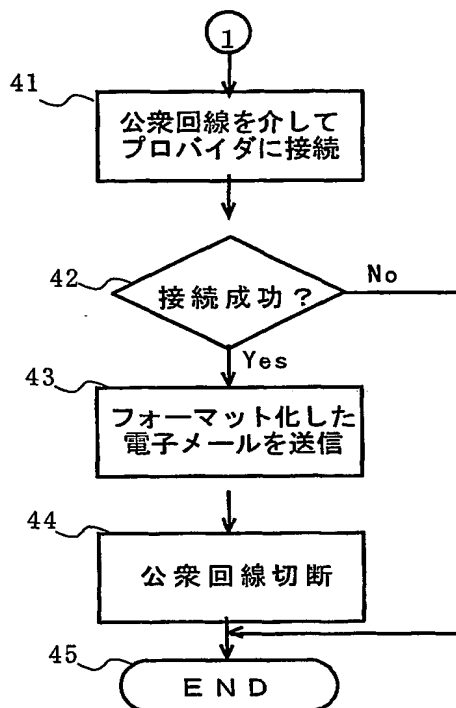 1
41
公衆回線を介して
プロバイダに接続
42
接続成功?
No
Yes
43
フォーマット化した
電子メールを送信
44
公衆回線切断
45
END